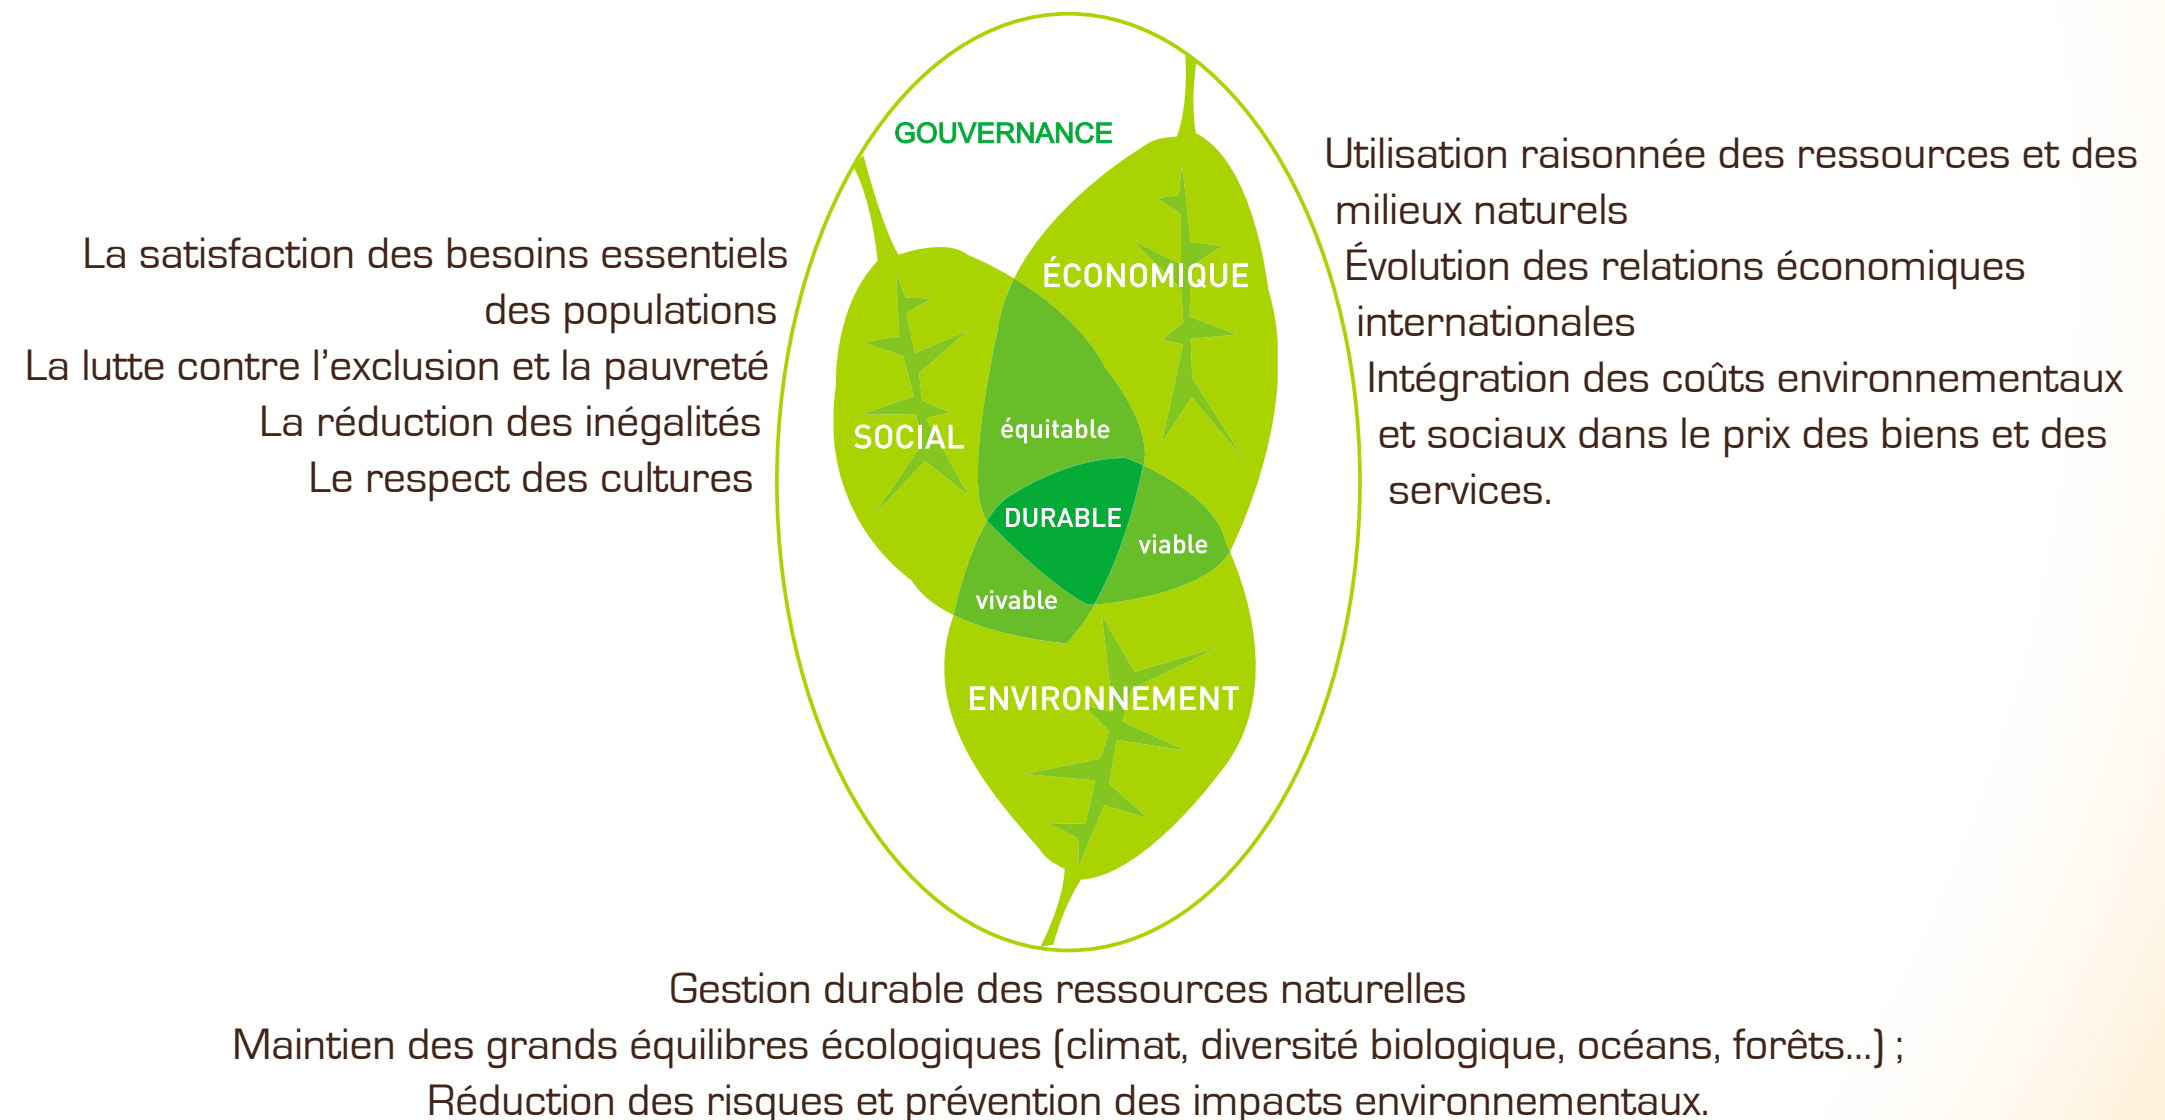 GOUVERNANCE
La satisfaction des besoins essentiels
des populations
La lutte contre l’exclusion et la pauvreté
La réduction des inégalités
Le respect des cultures
ÉCONOMIQUE
SOCIAL
équitable
DURABLE
viable
vivable
ENVIRONNEMENT
Utilisation raisonnée des ressources et des
milieux naturels
Évolution des relations économiques
internationales
Intégration des coûts environnementaux
et sociaux dans le prix des biens et des
services.
Gestion durable des ressources naturelles
Maintien des grands équilibres écologiques (climat, diversité biologique, océans, forêts...) ;
Réduction des risques et prévention des impacts environnementaux.